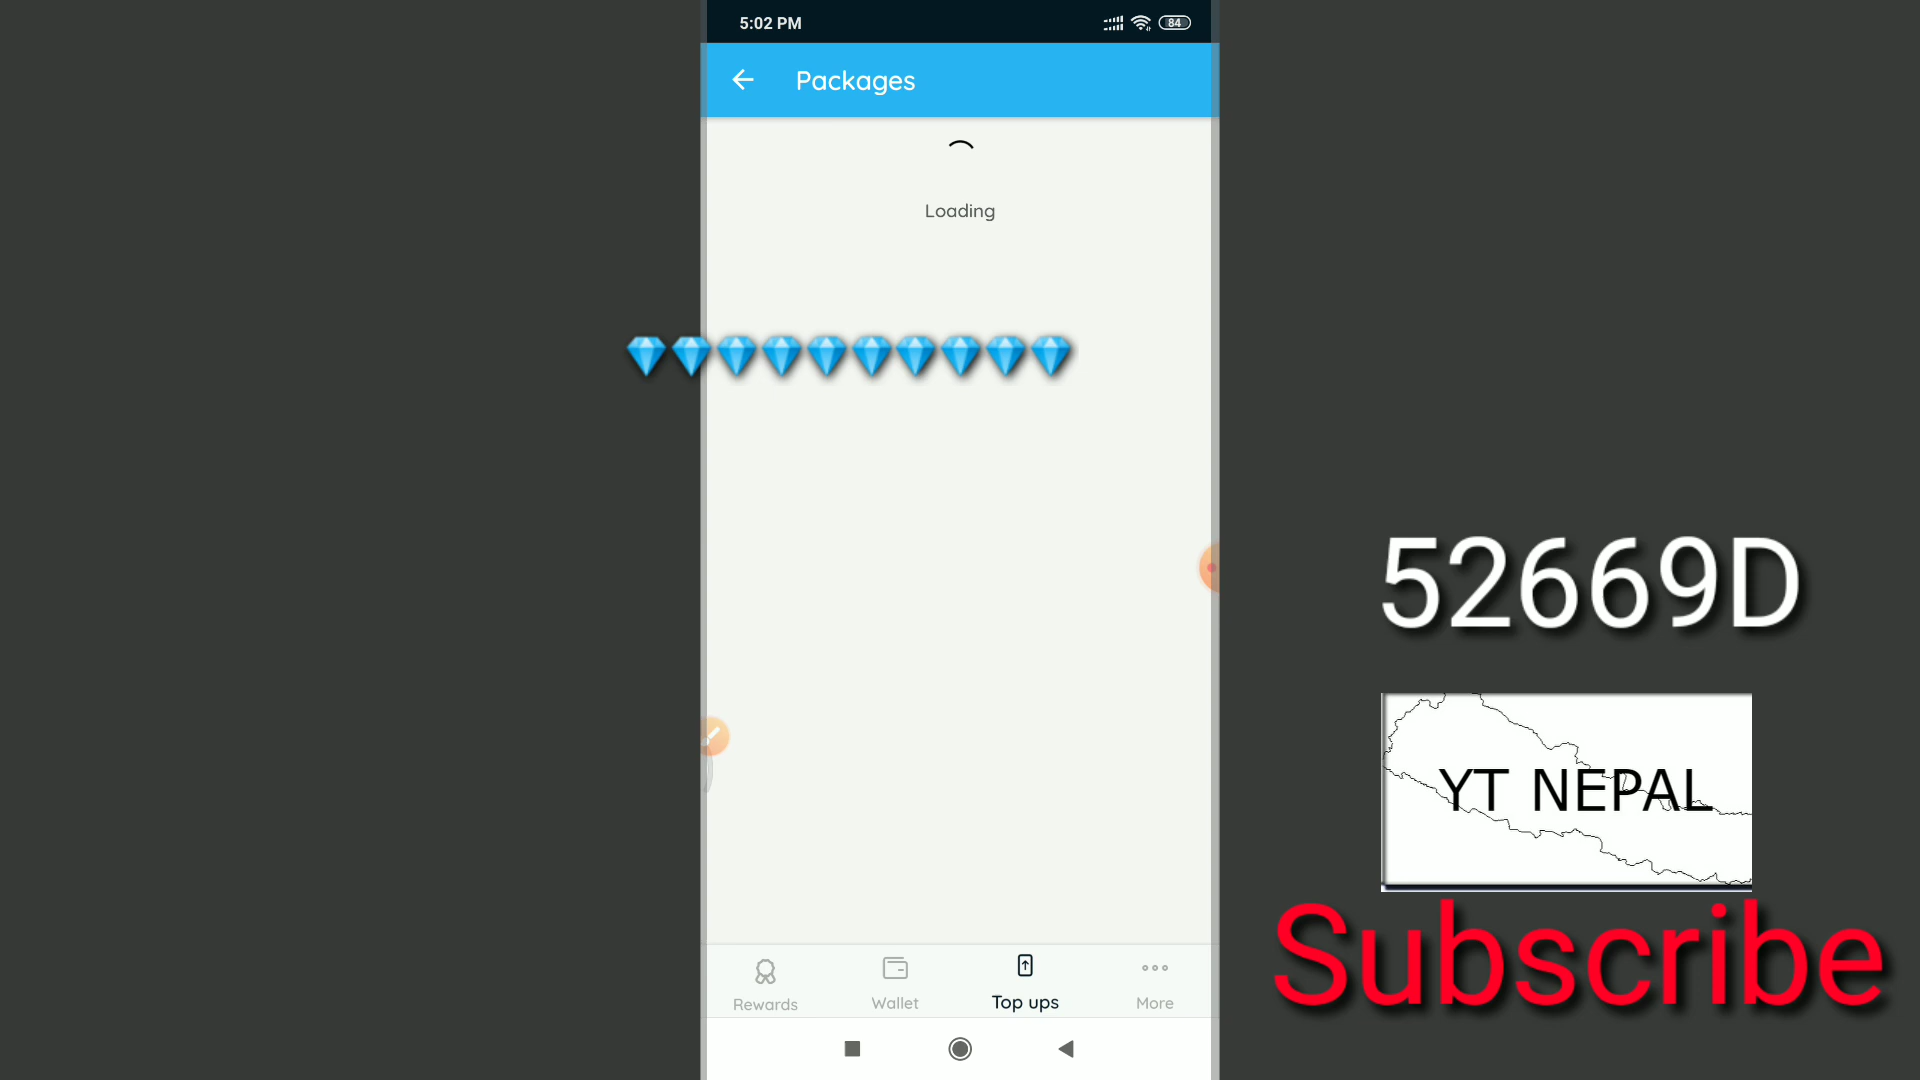 5:02 PM
84
Packages
Loading
💎💎💎💎💎💎💎💎💎💎
52669D
YT NEPAL
Subscribe
Rewards
Wallet
Top ups
More